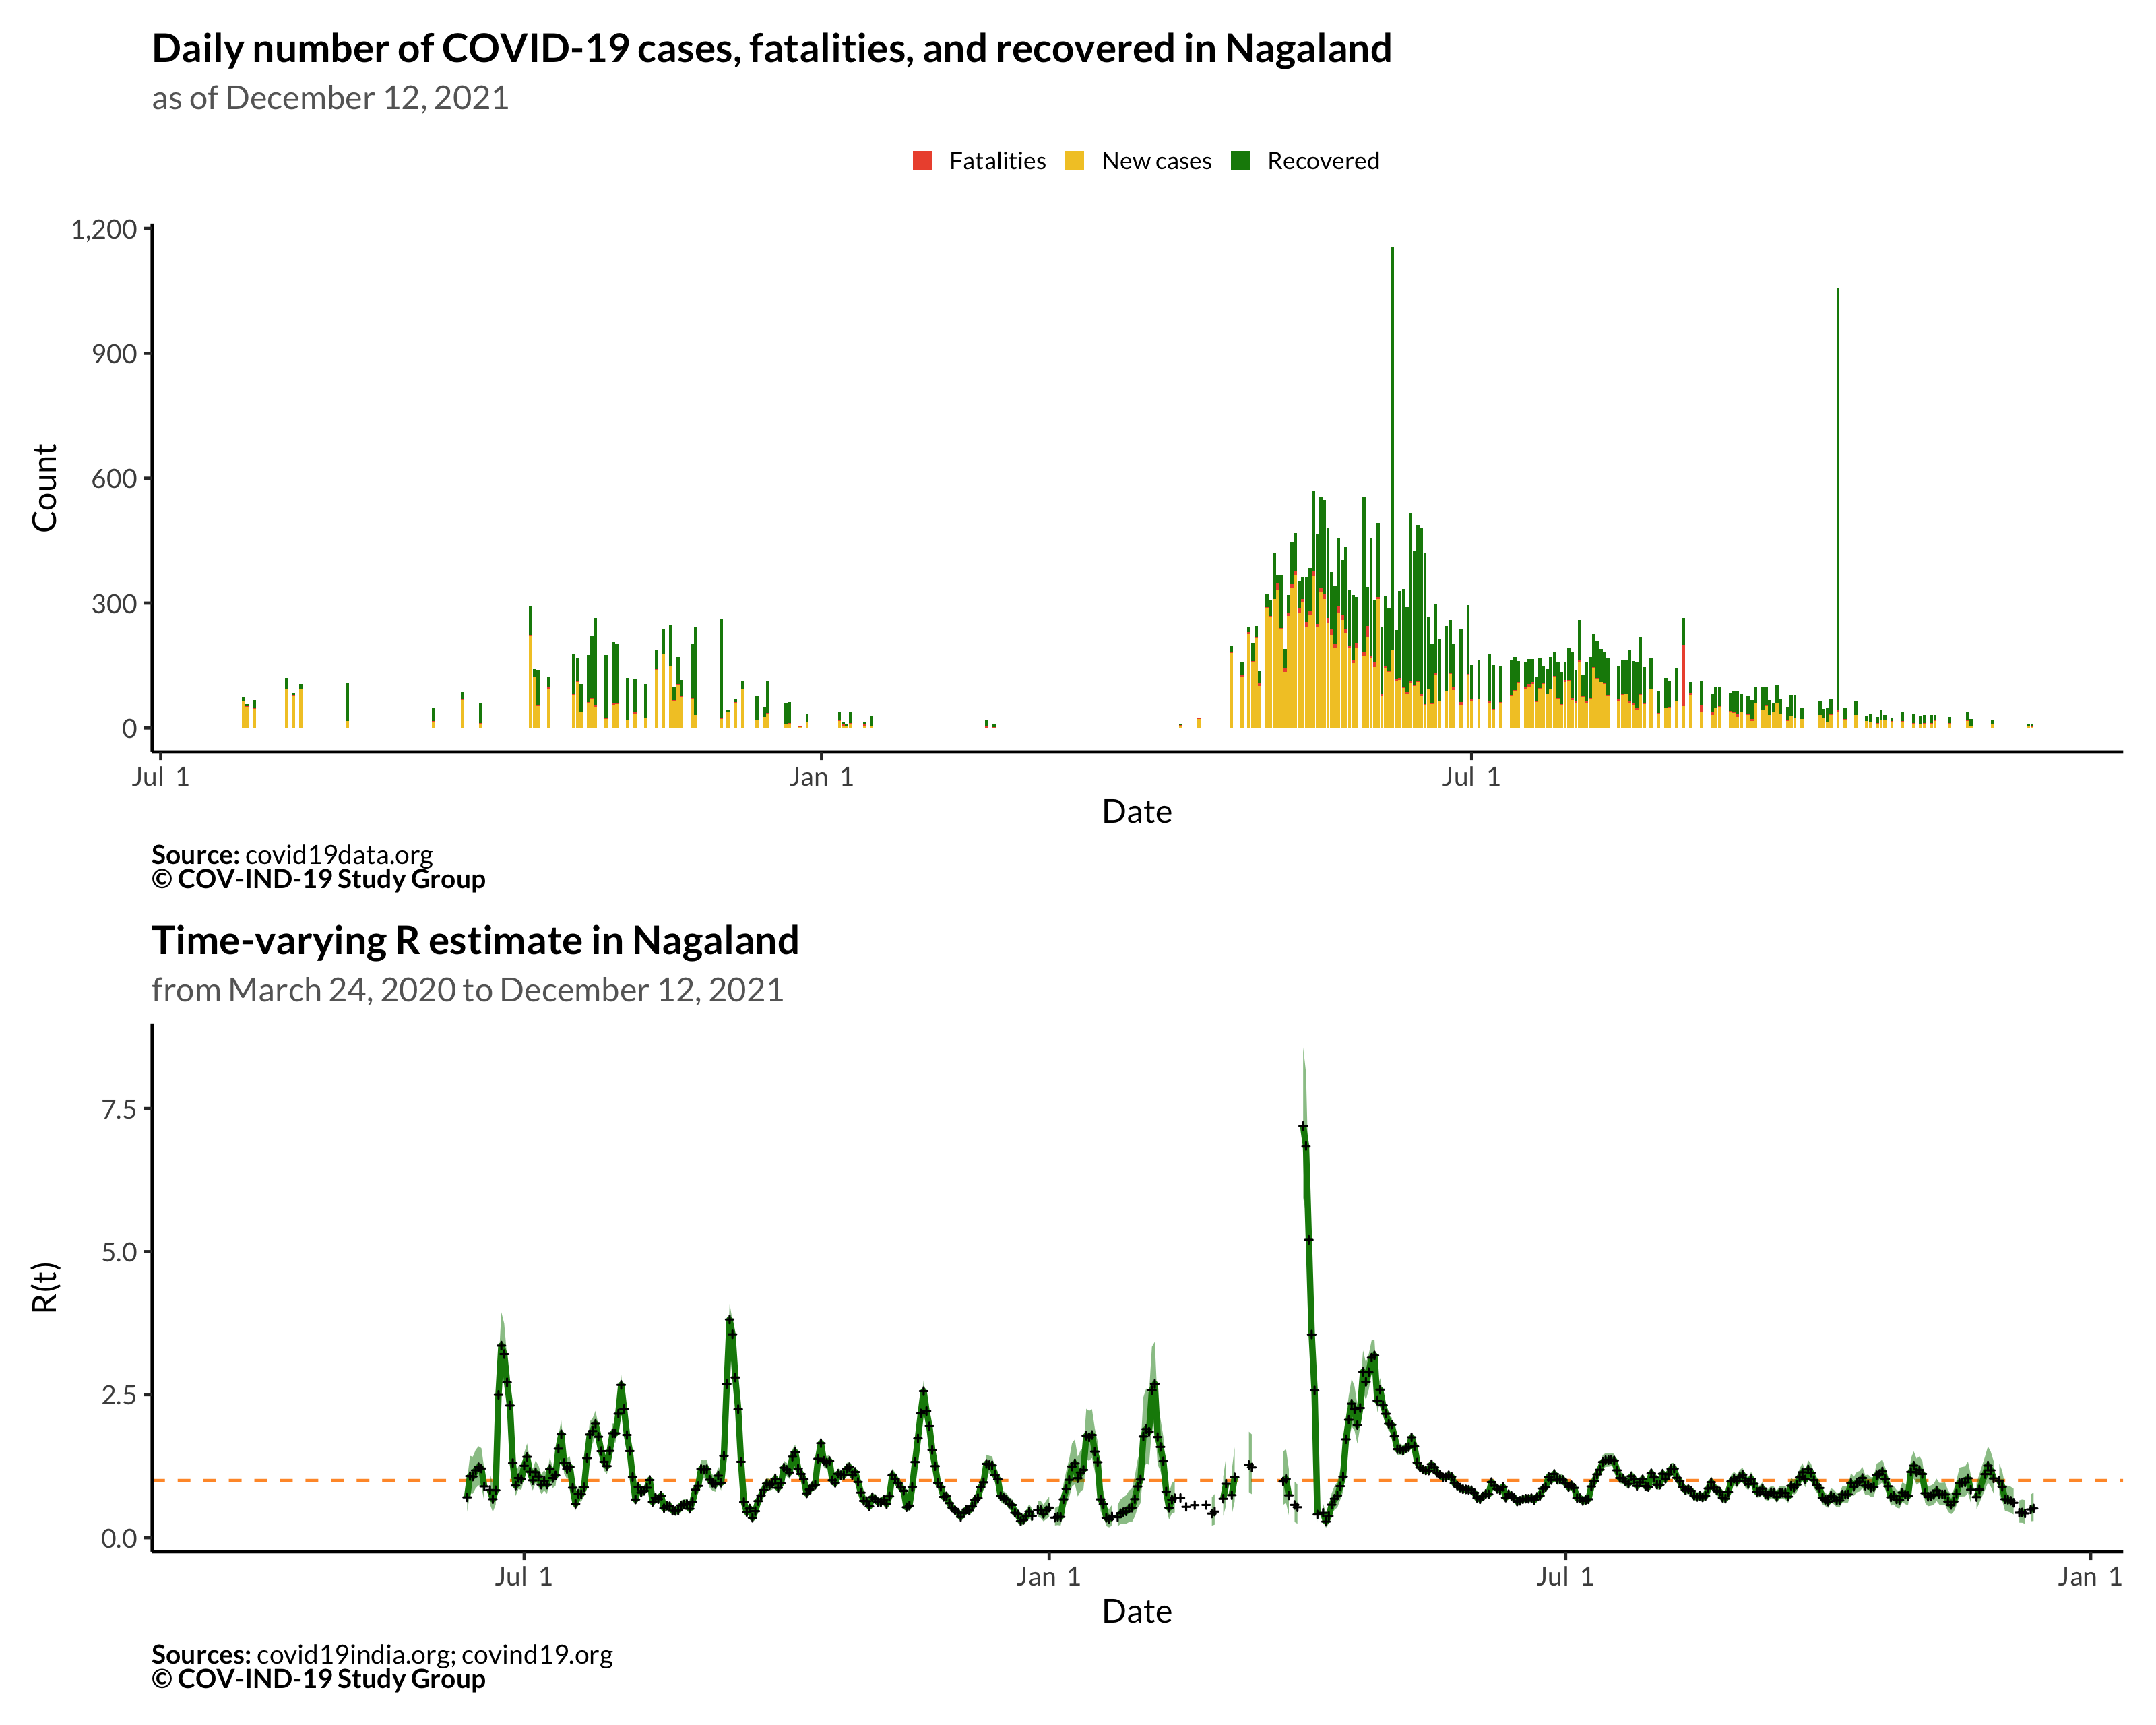 Daily number of COVID-19 cases, fatalities, and recovered in Nagaland
as of December 12, 2021
Fatalities New cases Recovered
1,200
900
600
300
0
Count
Jul 1 Jan 1 Jul 1
Date
Source: covid19data.org
© COV-IND-19 Study Group
Time-varying R estimate in Nagaland
from March 24, 2020 to December 12, 2021
7.5
5.0
2.5
0.0
R(t)
Jul 1 Jan 1 Jul 1 Jan 1
Date
Sources: covid19india.org; covind19.org
© COV-IND-19 Study Group